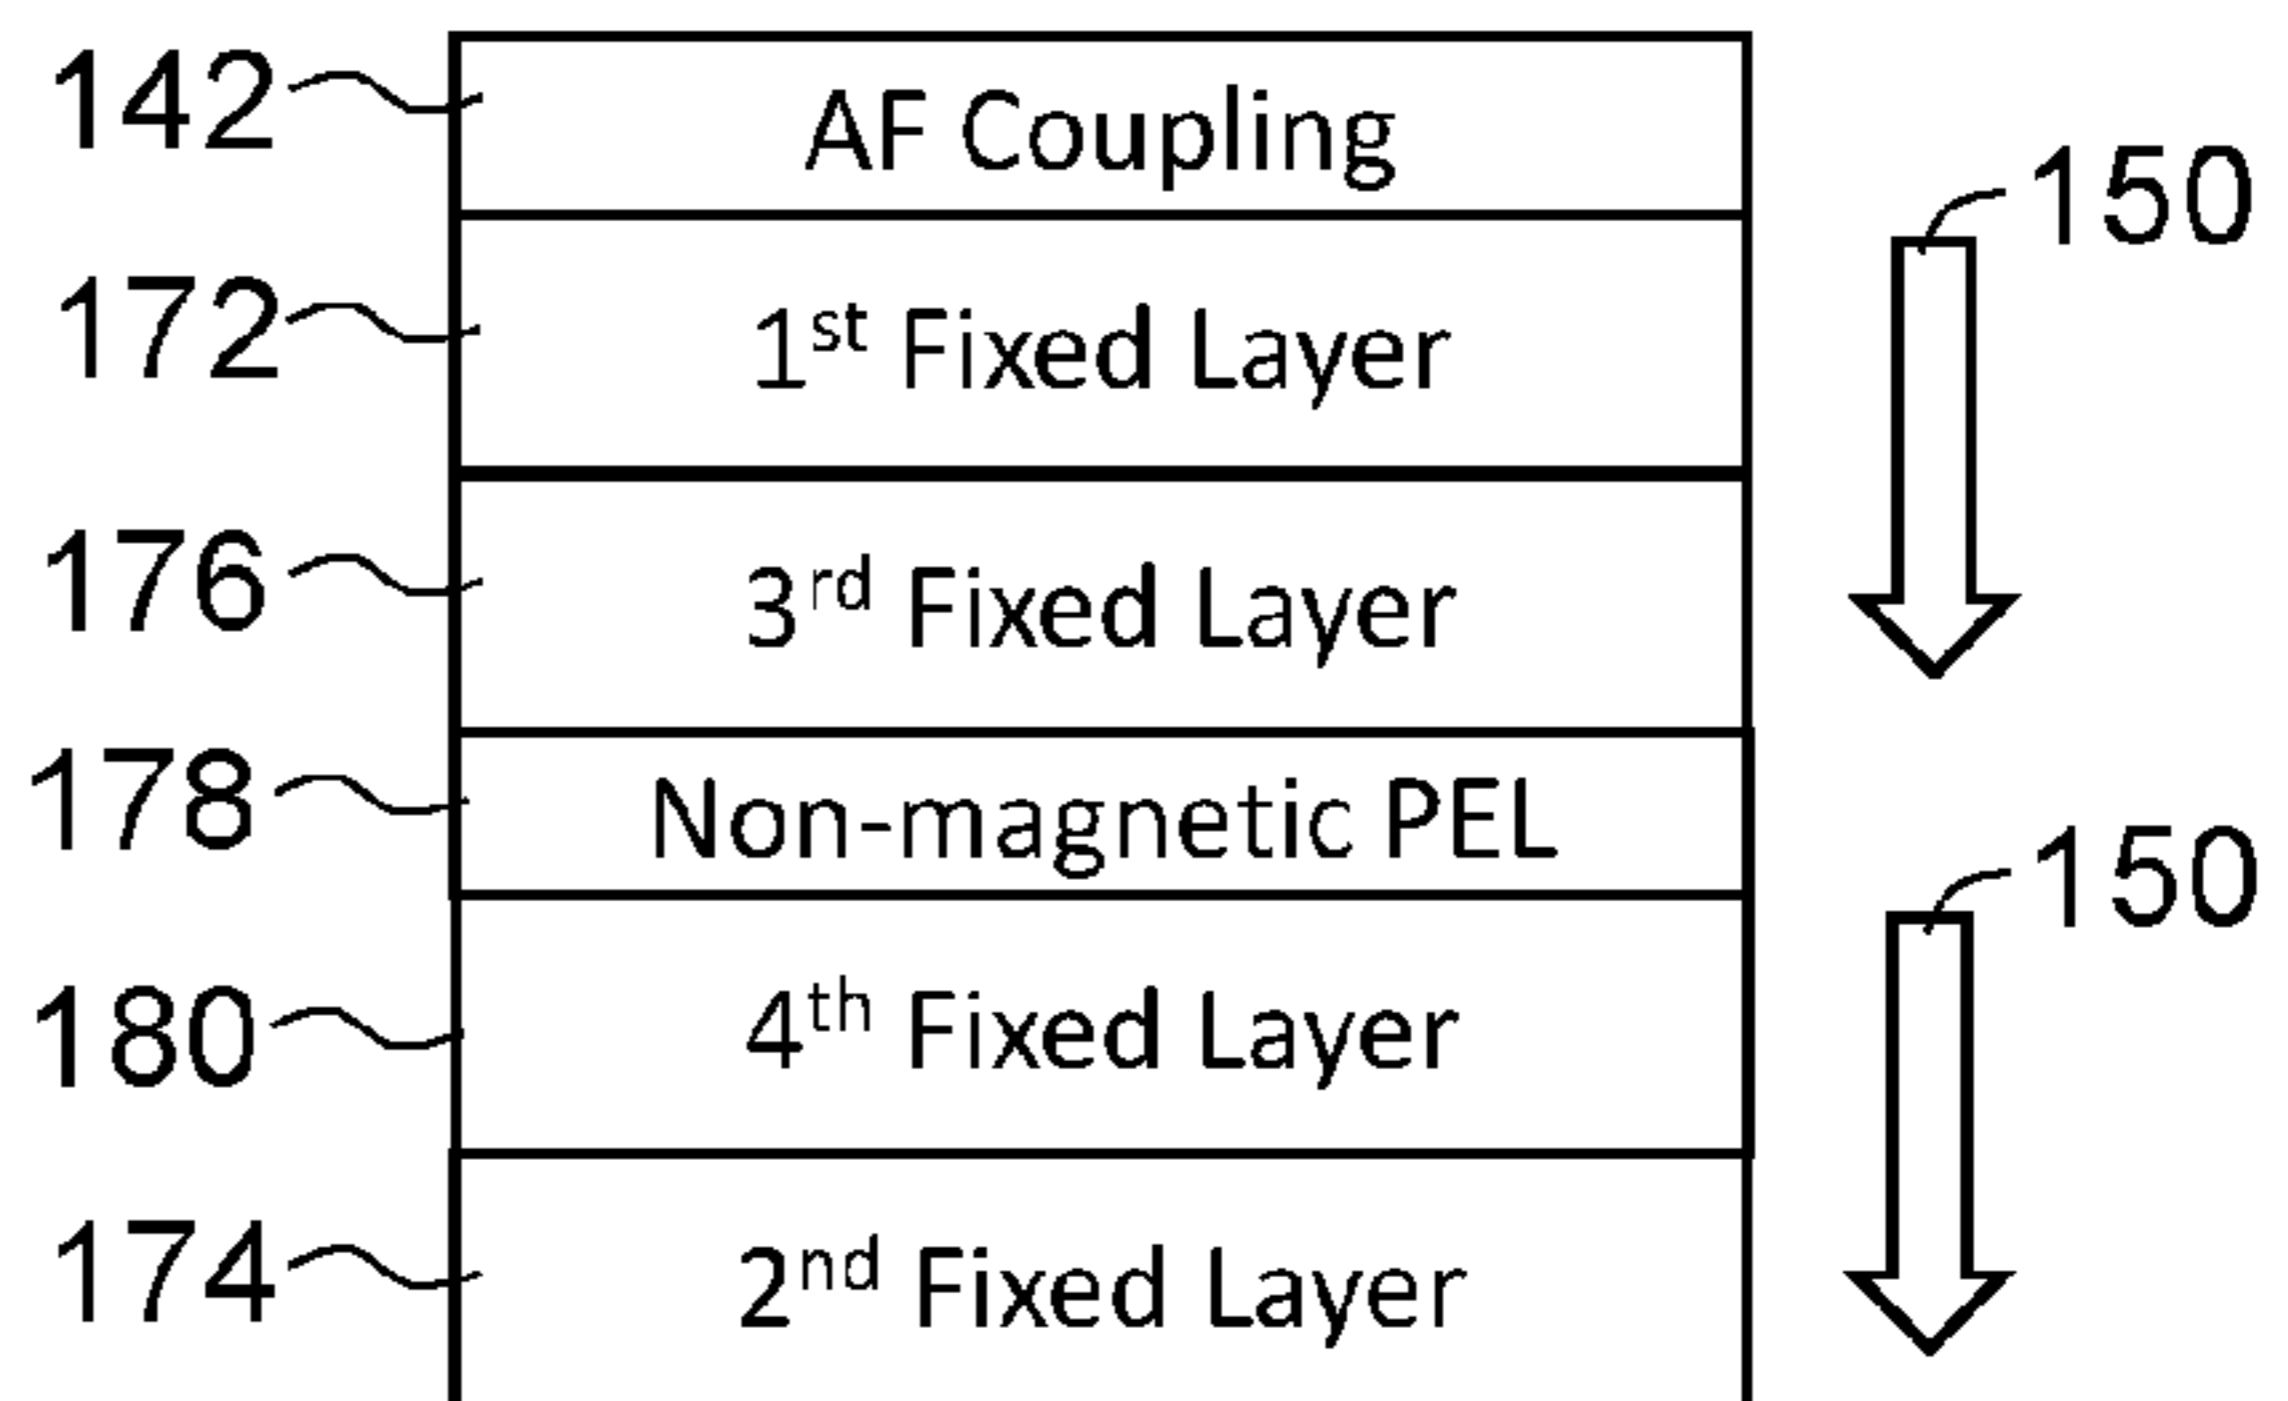 142 AF Coupling
150
172 1st Fixed Layer
176 3rd Fixed Layer
178 Non-magnetic PEL
150
180 4th Fixed Layer
174 2nd Fixed Layer